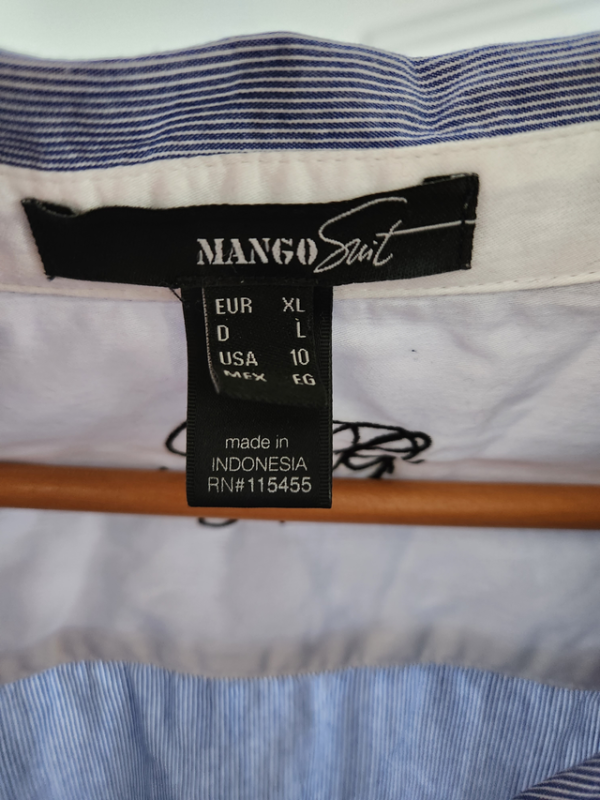 MANGO Suit
EUR XL
D L
USA 10
MEX EG
made in
INDONESIA
RN#115455